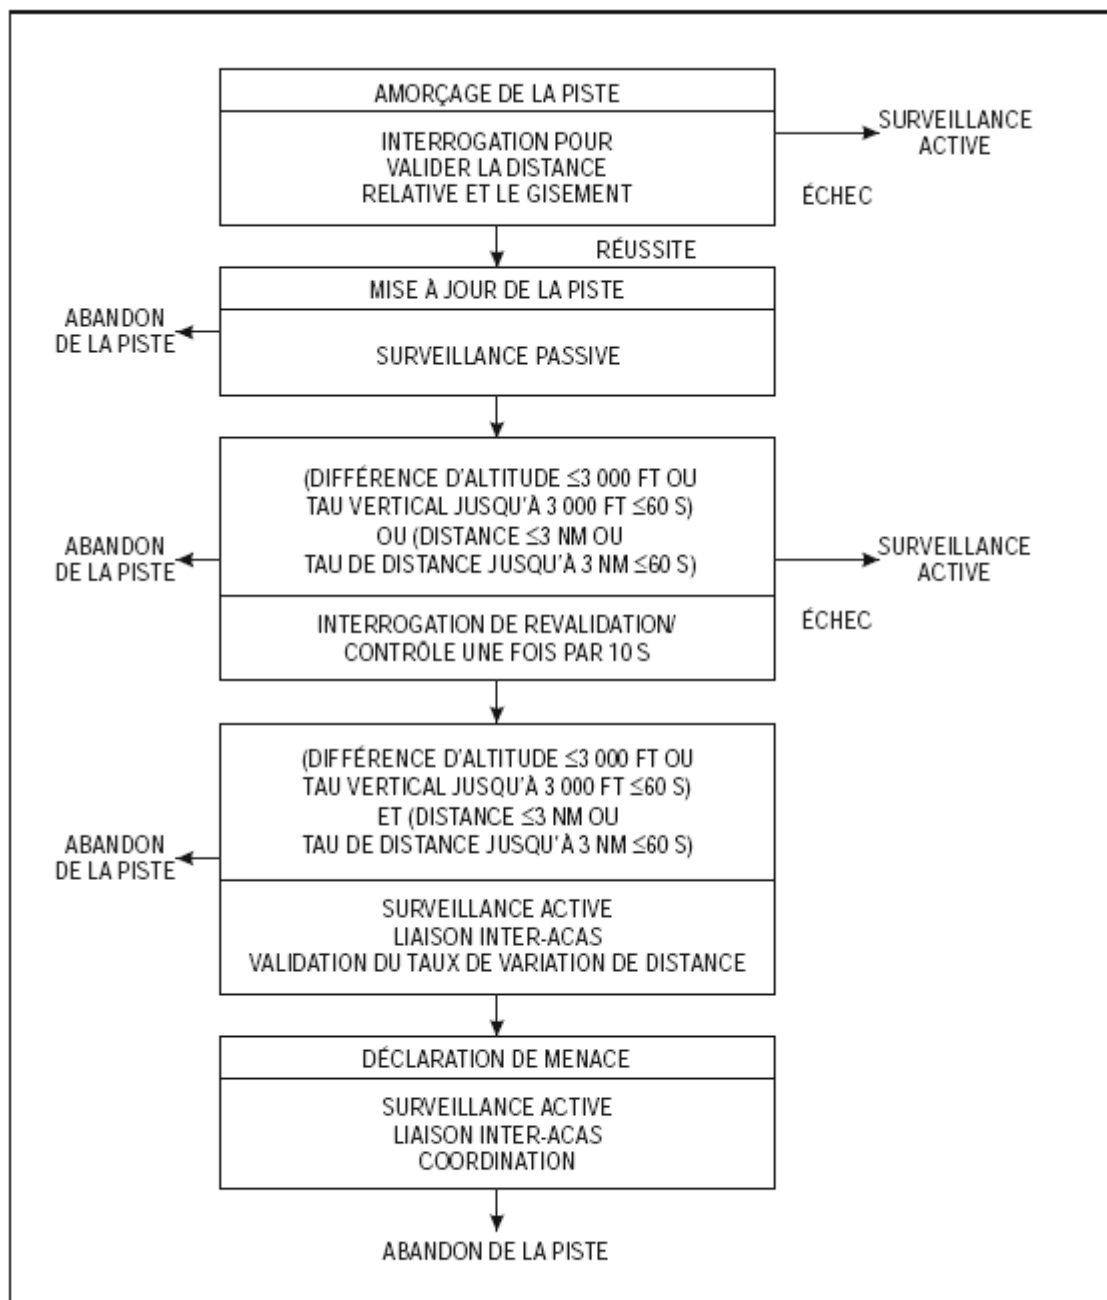 AMORÇAGE DE LA PISTE
INTERROGATION POUR
VALIDER LA DISTANCE
RELATIVE ET LE GISEMENT
SURVEILLANCE
ACTIVE
ÉCHEC
RÉUSSITE
MISE À JOUR DE LA PISTE
SURVEILLANCE PASSIVE
ABANDON
DE LA PISTE
(DIFFÉRENCE D'ALTITUDE ≤3 000 FT OU
TAU VERTICAL JUSQU'À 3 000 FT ≤60 S)
OU (DISTANCE ≤3 NM OU
TAU DE DISTANCE JUSQU'À 3 NM ≤60 S)
ABANDON
DE LA PISTE
SURVEILLANCE
ACTIVE
ÉCHEC
INTERROGATION DE REVALIDATION/
CONTRÔLE UNE FOIS PAR 10 S
(DIFFÉRENCE D'ALTITUDE ≤3 000 FT OU
TAU VERTICAL JUSQU'À 3 000 FT ≤60 S)
ET (DISTANCE ≤3 NM OU
TAU DE DISTANCE JUSQU'À 3 NM ≤60 S)
ABANDON
DE LA PISTE
SURVEILLANCE ACTIVE
LIAISON INTER-ACAS
VALIDATION DU TAUX DE VARIATION DE DISTANCE
DÉCLARATION DE MENACE
SURVEILLANCE ACTIVE
LIAISON INTER-ACAS
COORDINATION
ABANDON DE LA PISTE